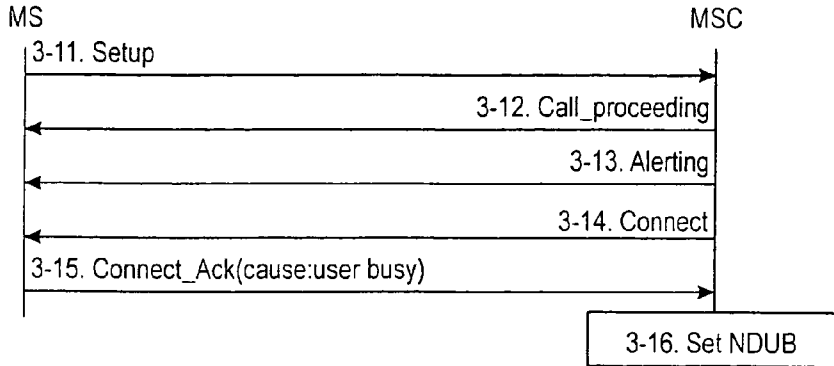 MS
MSC
3-11. Setup
3-12. Call_proceeding
3-13. Alerting
3-14. Connect
3-15. Connect_Ack(cause:user busy)
3-16. Set NDUB